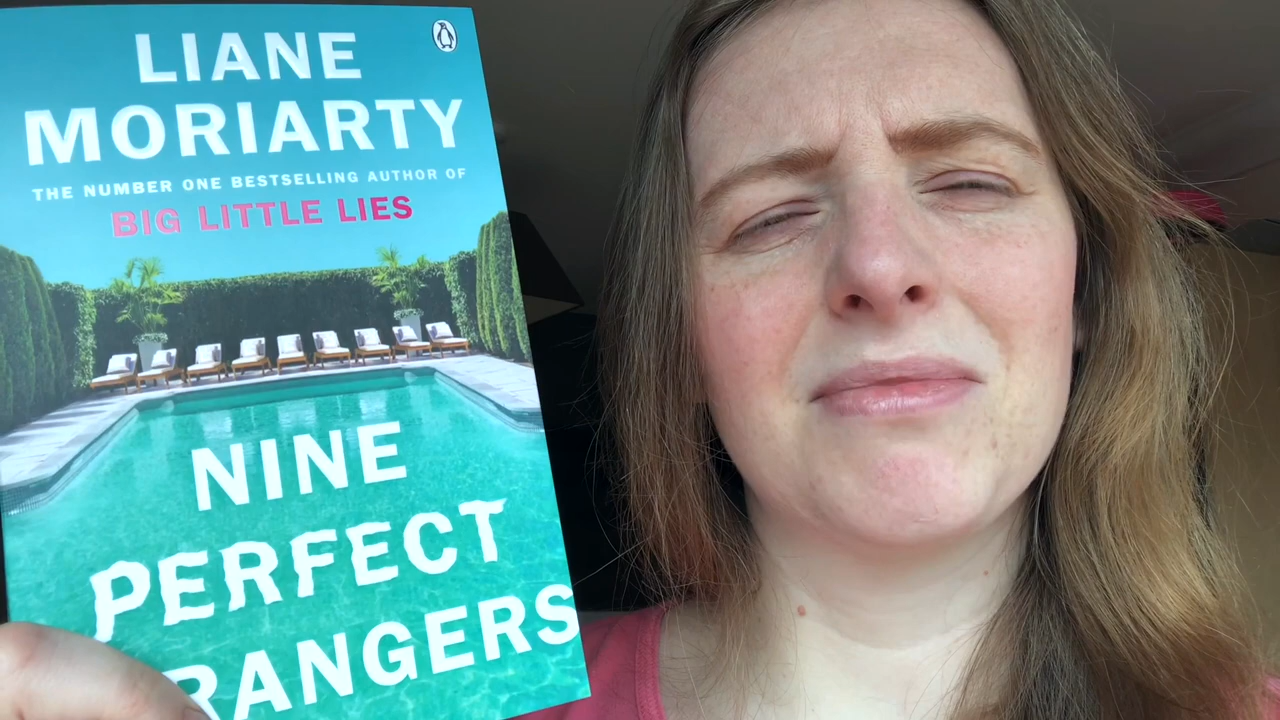 LIANE
MORIARTY
THE NUMBER ONE BESTSELLING AUTHOR OF
BIG LITTLE LIES
NINE
PERFECT
RANGERS